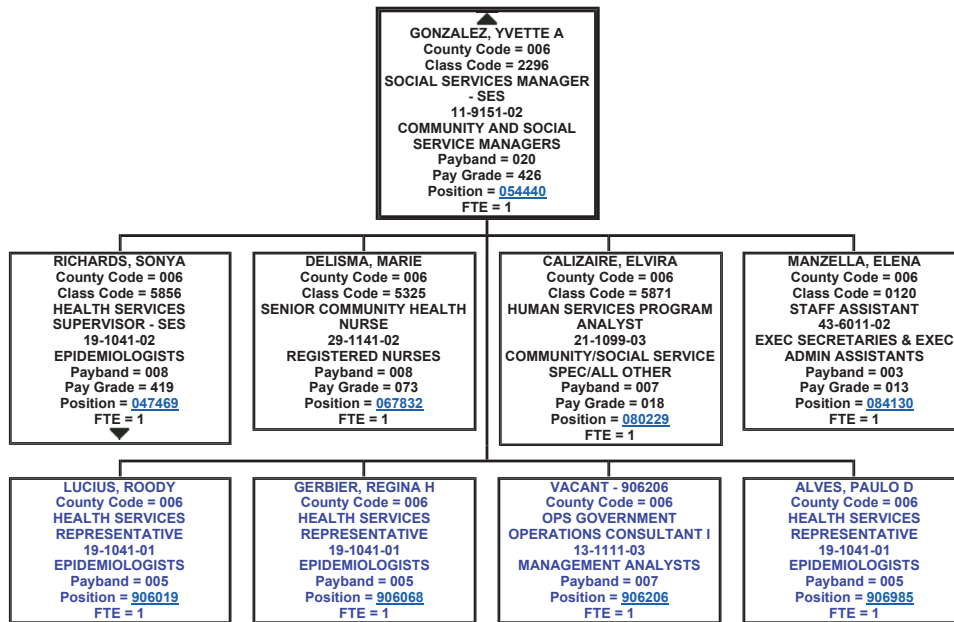 GONZALEZ, YVETTE A
County Code = 006
Class Code = 2296
SOCIAL SERVICES MANAGER
- SES
11-9151-02
COMMUNITY AND SOCIAL
SERVICE MANAGERS
Payband = 020
Pay Grade = 426
Position = 054440
FTE = 1
RICHARDS, SONYA
County Code = 006
Class Code = 5856
HEALTH SERVICES
SUPERVISOR - SES
19-1041-02
EPIDEMIOLOGISTS
Payband = 008
Pay Grade = 419
Position = 047469
FTE = 1
DELISMA, MARIE
County Code = 006
Class Code = 5325
SENIOR COMMUNITY HEALTH
NURSE
29-1141-02
REGISTERED NURSES
Payband = 008
Pay Grade = 073
Position = 067832
FTE = 1
CALIZAIRE, ELVIRA
County Code = 006
Class Code = 5871
HUMAN SERVICES PROGRAM
ANALYST
21-1099-03
COMMUNITY/SOCIAL SERVICE
SPEC/ALL OTHER
Payband = 007
Pay Grade = 018
Position = 080229
FTE = 1
MANZELLA, ELENA
County Code = 006
Class Code = 0120
STAFF ASSISTANT
43-6011-02
EXEC SECRETARIES & EXEC
ADMIN ASSISTANTS
Payband = 003
Pay Grade = 013
Position = 084130
FTE = 1
LUCIUS, ROODY
County Code = 006
HEALTH SERVICES
REPRESENTATIVE
19-1041-01
EPIDEMIOLOGISTS
Payband = 005
Position = 906019
FTE = 1
GERBIER, REGINA H
County Code = 006
HEALTH SERVICES
REPRESENTATIVE
19-1041-01
EPIDEMIOLOGISTS
Payband = 005
Position = 906068
FTE = 1
VACANT - 906206
County Code = 006
OPS GOVERNMENT
OPERATIONS CONSULTANT I
13-1111-03
MANAGEMENT ANALYSTS
Payband = 007
Position = 906206
FTE = 1
ALVES, PAULO D
County Code = 006
HEALTH SERVICES
REPRESENTATIVE
19-1041-01
EPIDEMIOLOGISTS
Payband = 005
Position = 906985
FTE = 1